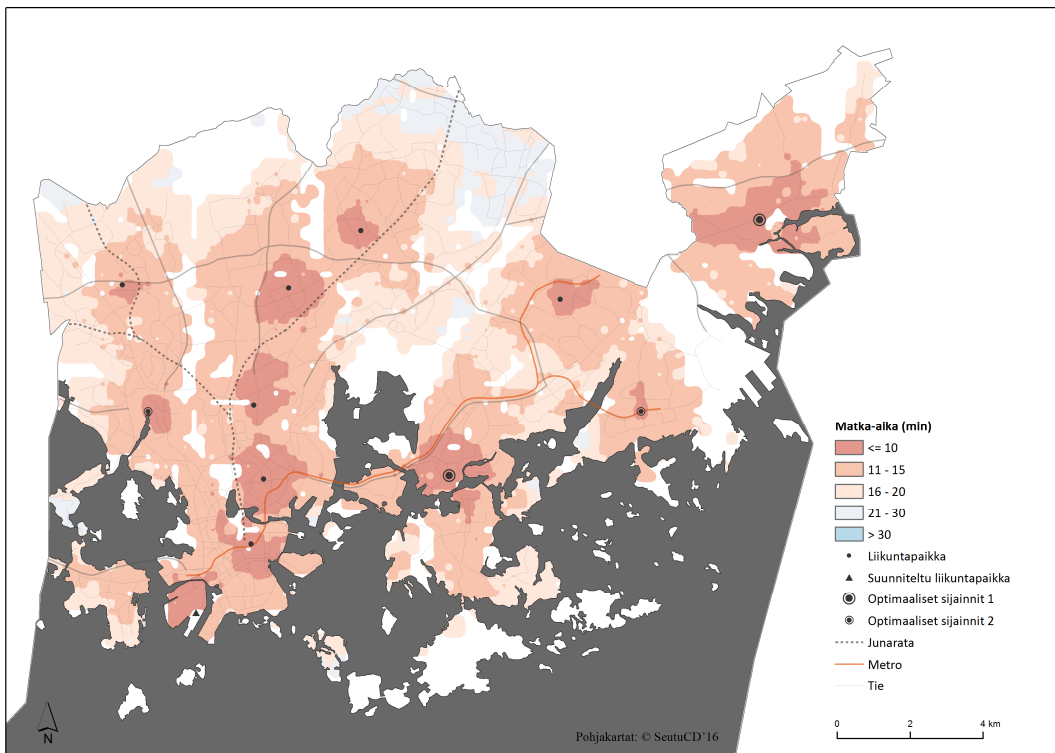 Matka-aika (min)
<= 10
11 - 15
16 - 20
21 - 30
> 30
Liikuntapaikka
Suunniteltu liikuntapaikka
Optimaaliset sijainnit 1
Optimaaliset sijainnit 2
Junarata
Metro
Tie
0 2 4 km
N
Pohjakartat: © SeutuCD'16